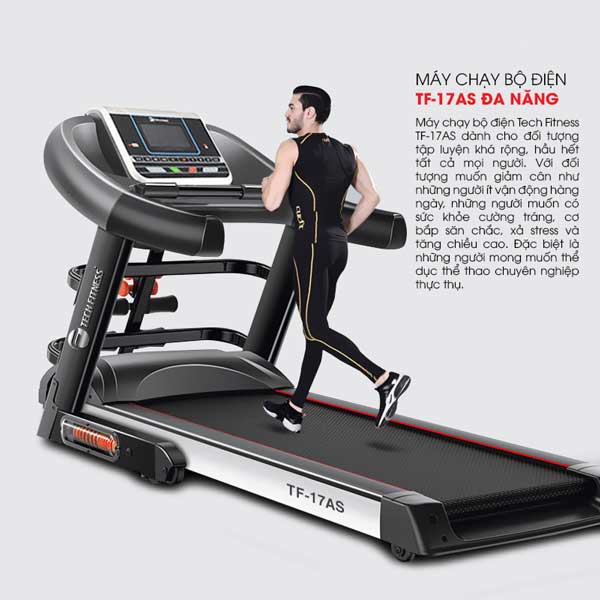 MÁY CHẠY BỘ ĐIỆN
TF-17AS ĐA NĂNG
Máy chạy bộ điện Tech Fitness
TF-17AS dành cho đối tượng
tập luyện khá rộng, hầu hết
tất cả mọi người. Với đối
tượng muốn giảm cân như
những người ít vận động hàng
ngày, những người muốn có
sức khỏe cường tráng, cơ
bắp săn chắc, xả stress và
tăng chiều cao. Đặc biệt là
những người mong muốn thể
dục thể thao chuyên nghiệp
thực thụ.
TECH FITNESS
TF-17AS